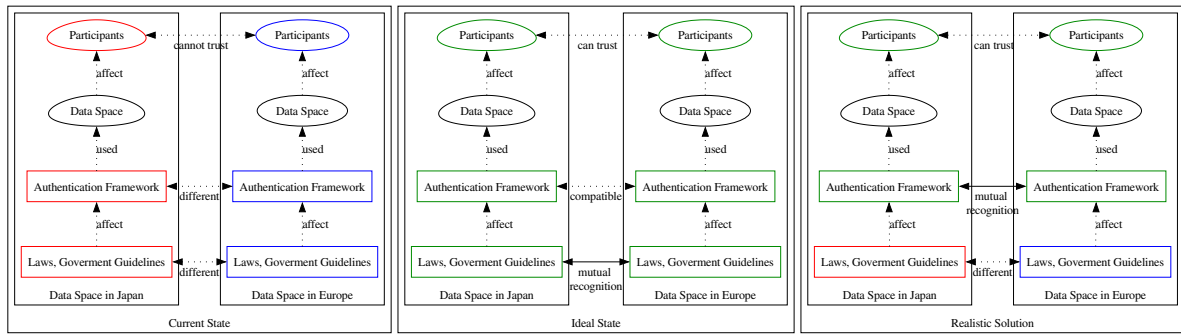 Participants
cannot trust
Participants
affect
affect
Data Space
Data Space
used
used
Authentication Framework
different
Authentication Framework
affect
affect
Laws, Goverment Guidelines
different
Laws, Goverment Guidelines
Data Space in Japan
Data Space in Europe
Current State
Participants
can trust
Participants
affect
affect
Data Space
Data Space
used
used
Authentication Framework
compatible
Authentication Framework
affect
affect
Laws, Goverment Guidelines
mutual
recognition
Laws, Goverment Guidelines
Data Space in Japan
Data Space in Europe
Ideal State
Participants
can trust
Participants
affect
affect
Data Space
Data Space
used
used
Authentication Framework
mutual
recognition
Authentication Framework
affect
affect
Laws, Goverment Guidelines
different
Laws, Goverment Guidelines
Data Space in Japan
Data Space in Europe
Realistic Solution